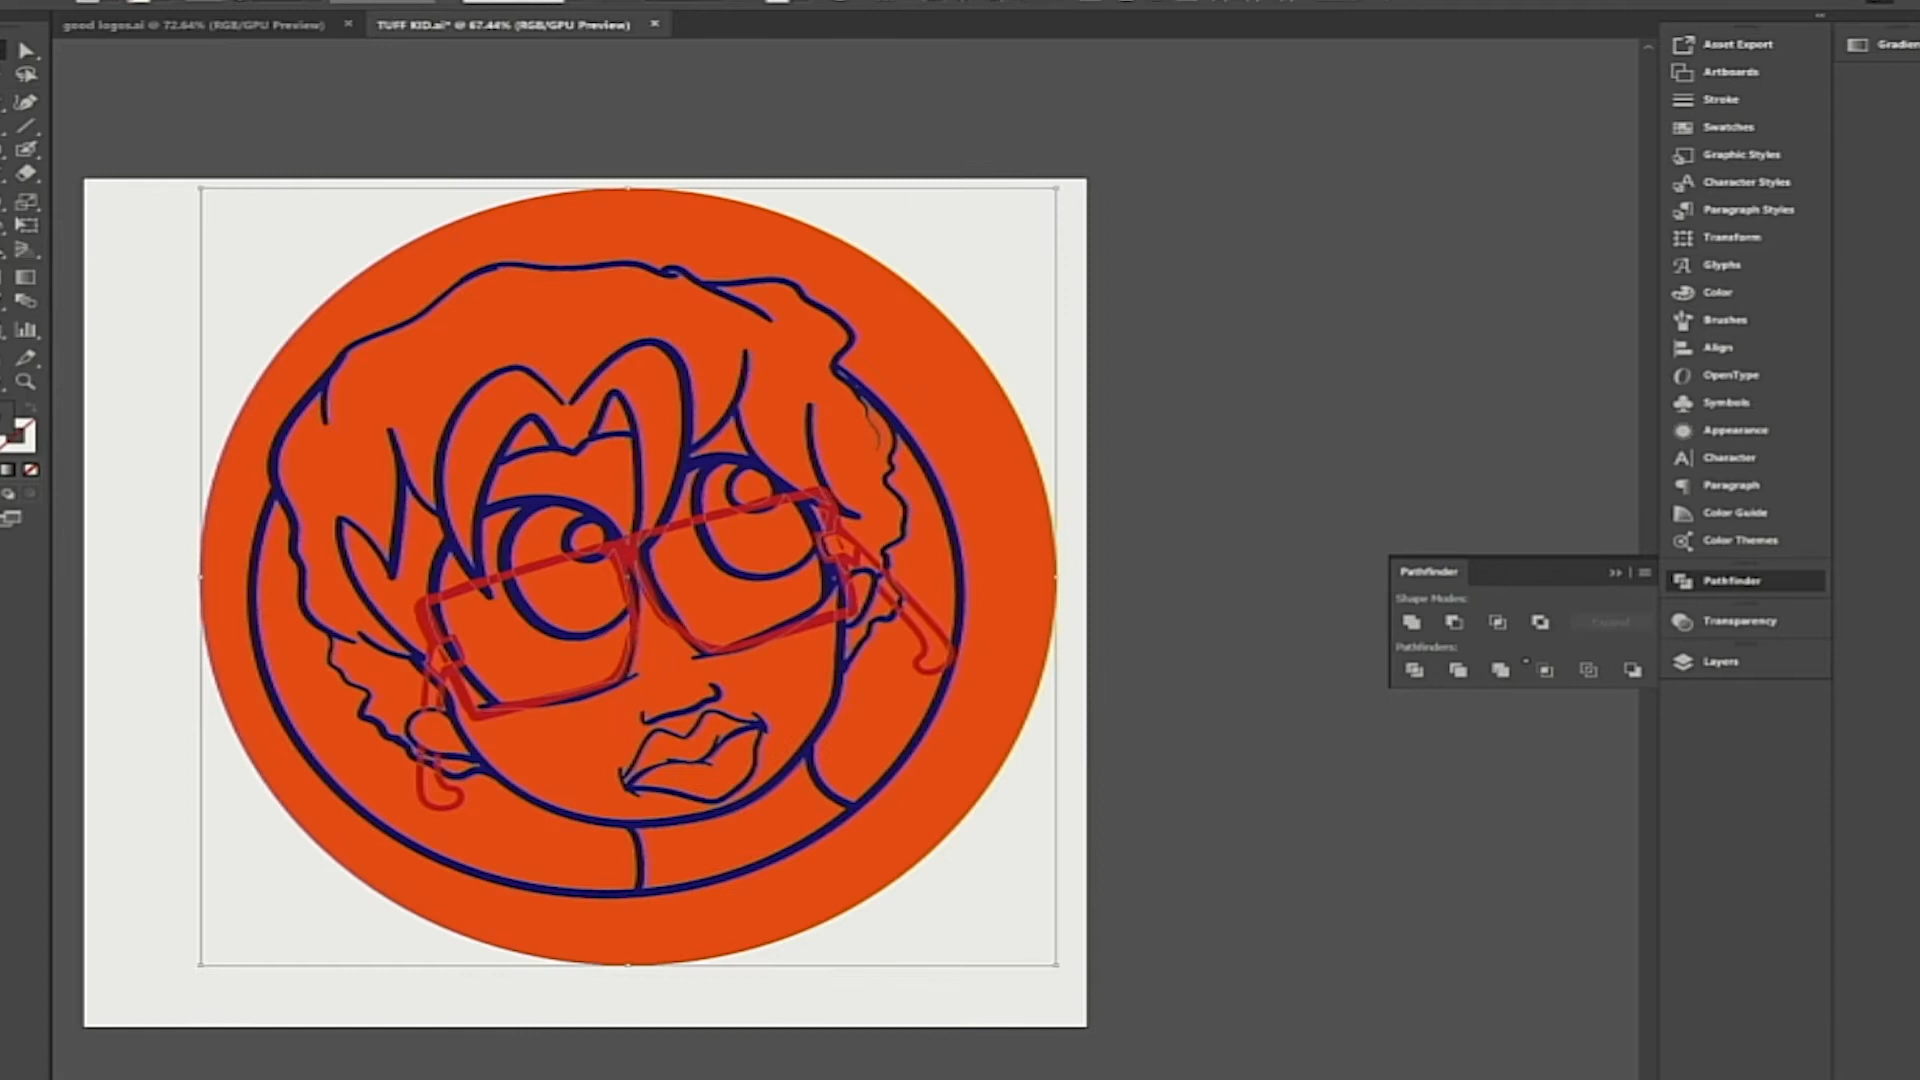 good logos.ai @ 72.64% (RGB/GPU Preview)
TUFF KID.ai* @ 67.44% (RGB/GPU Preview)
Asset Export
Artboards
Stroke
Swatches
Graphic Styles
Character Styles
Paragraph Styles
Transform
Glyphs
Color
Brushes
Align
OpenType
Symbols
Appearance
Character
Paragraph
Color Guide
Color Themes
Pathfinder
Transparency
Layers
Gradien
Pathfinder
Shape Modes:
Expand
Pathfinders: